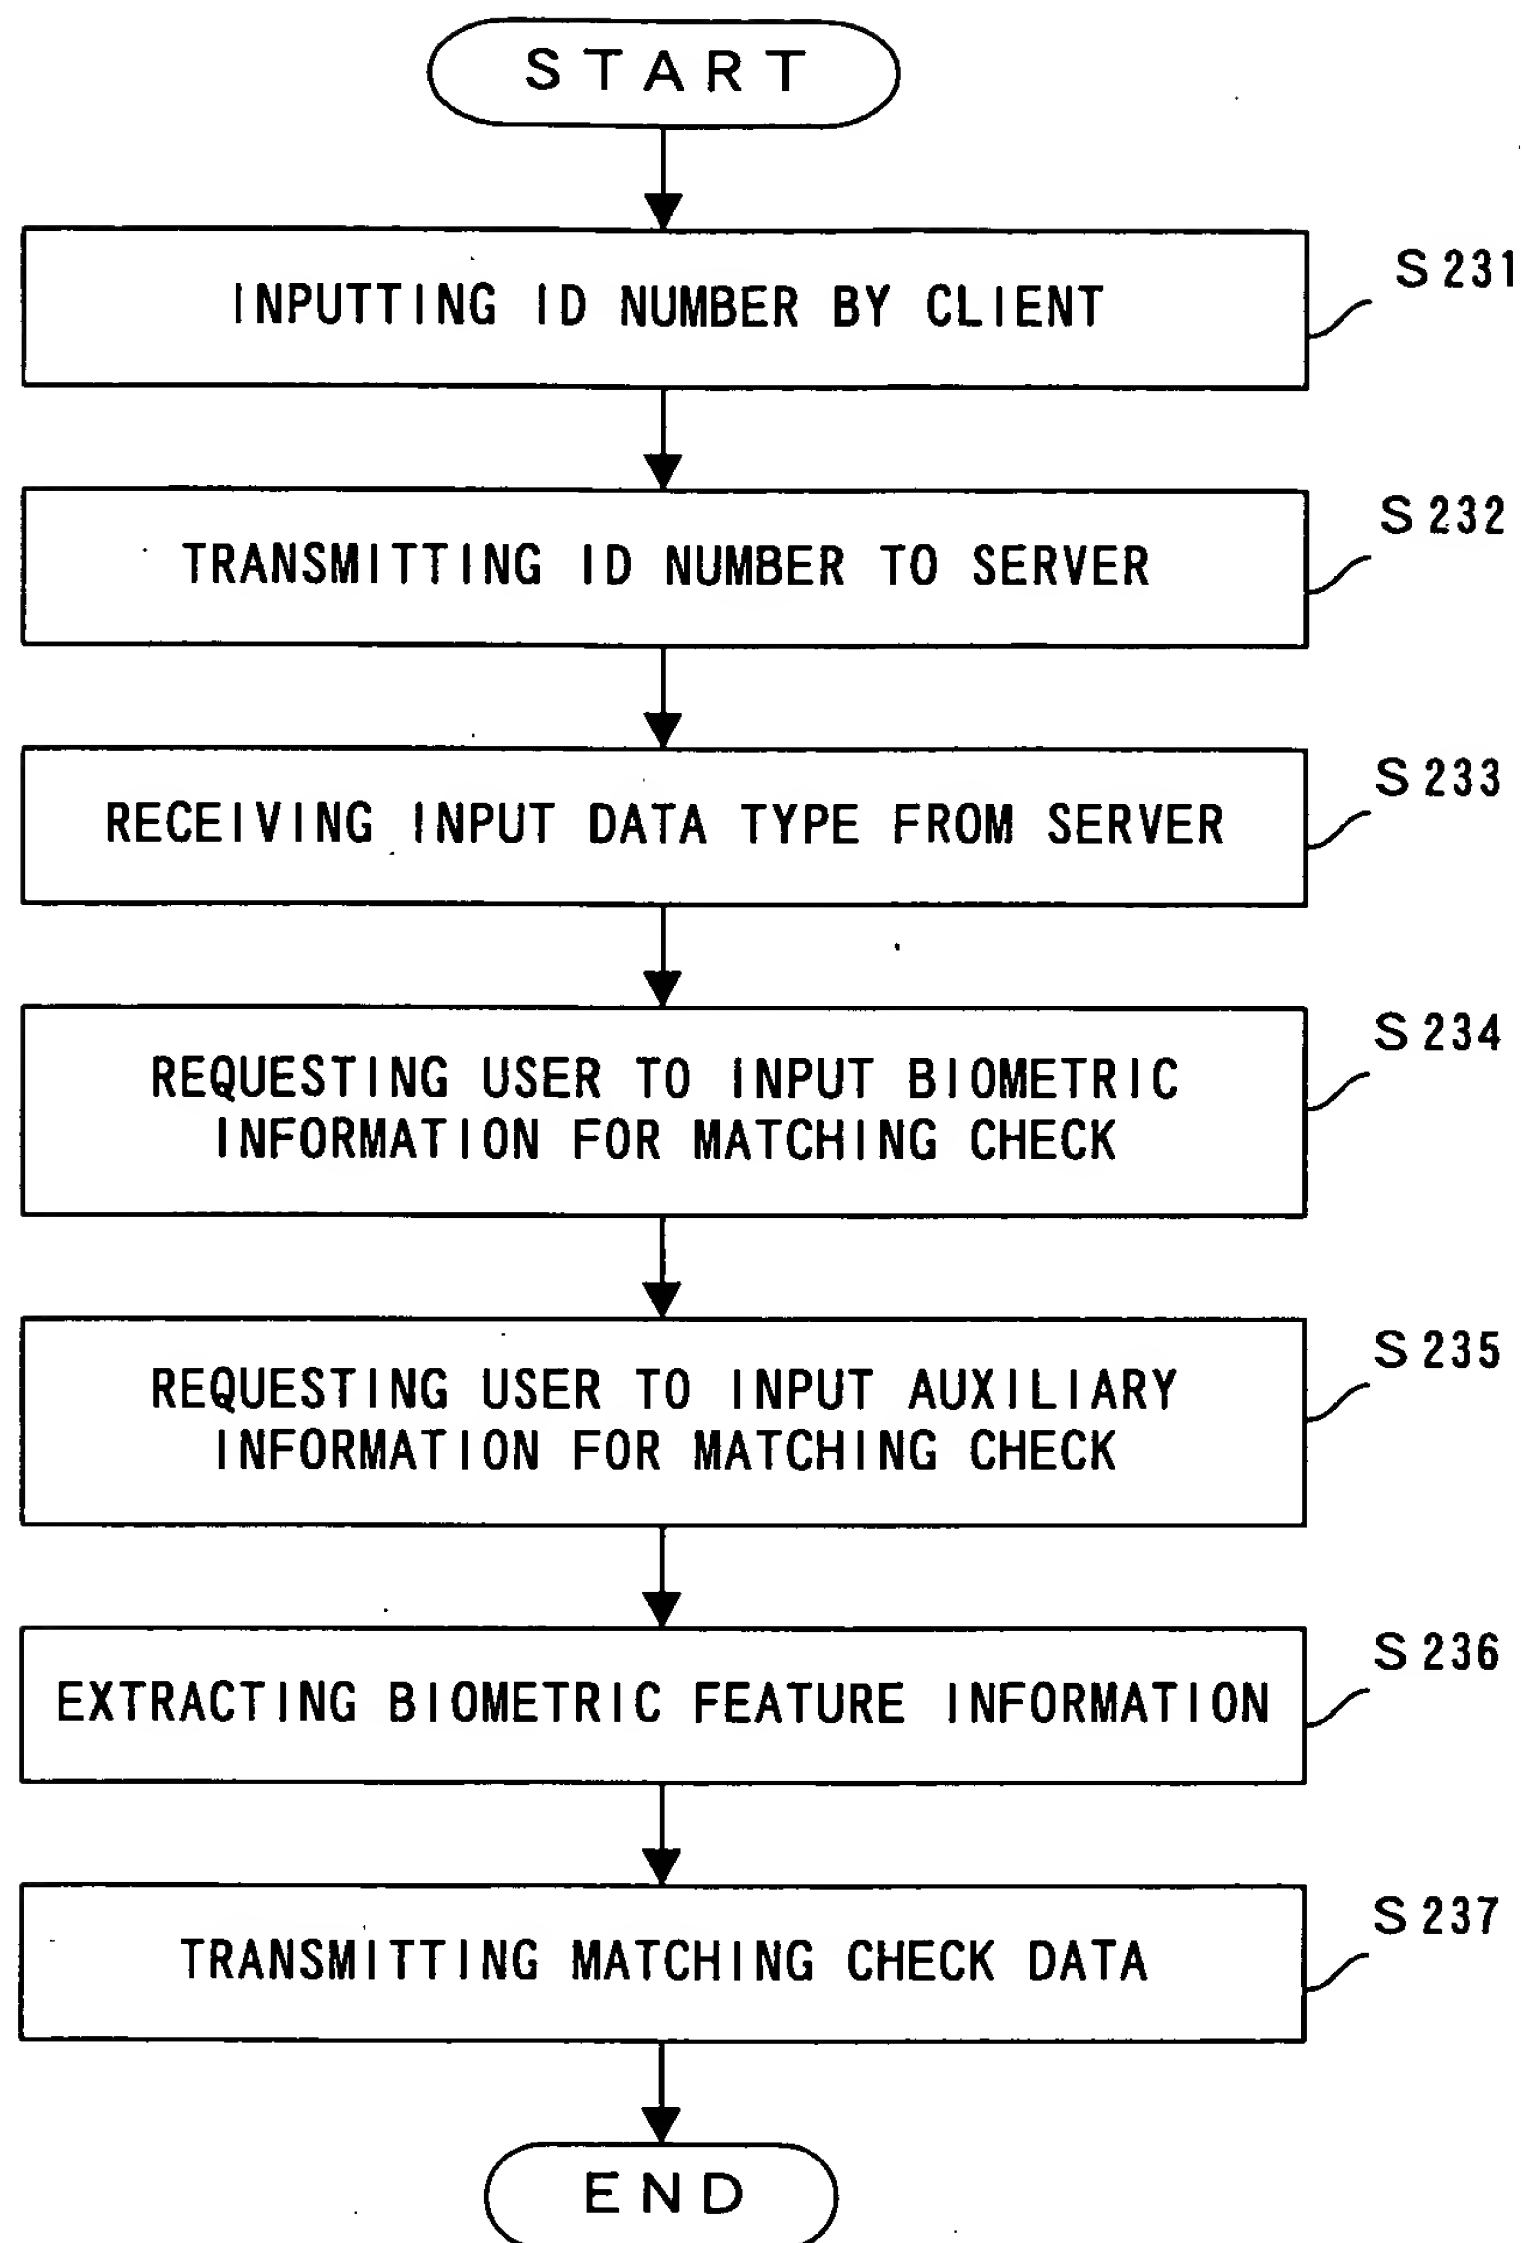 START
INPUTTING ID NUMBER BY CLIENT
S231
TRANSMITTING ID NUMBER TO SERVER
S232
RECEIVING INPUT DATA TYPE FROM SERVER
S233
REQUESTING USER TO INPUT BIOMETRIC
INFORMATION FOR MATCHING CHECK
S234
REQUESTING USER TO INPUT AUXILIARY
INFORMATION FOR MATCHING CHECK
S235
EXTRACTING BIOMETRIC FEATURE INFORMATION
S236
TRANSMITTING MATCHING CHECK DATA
S237
END